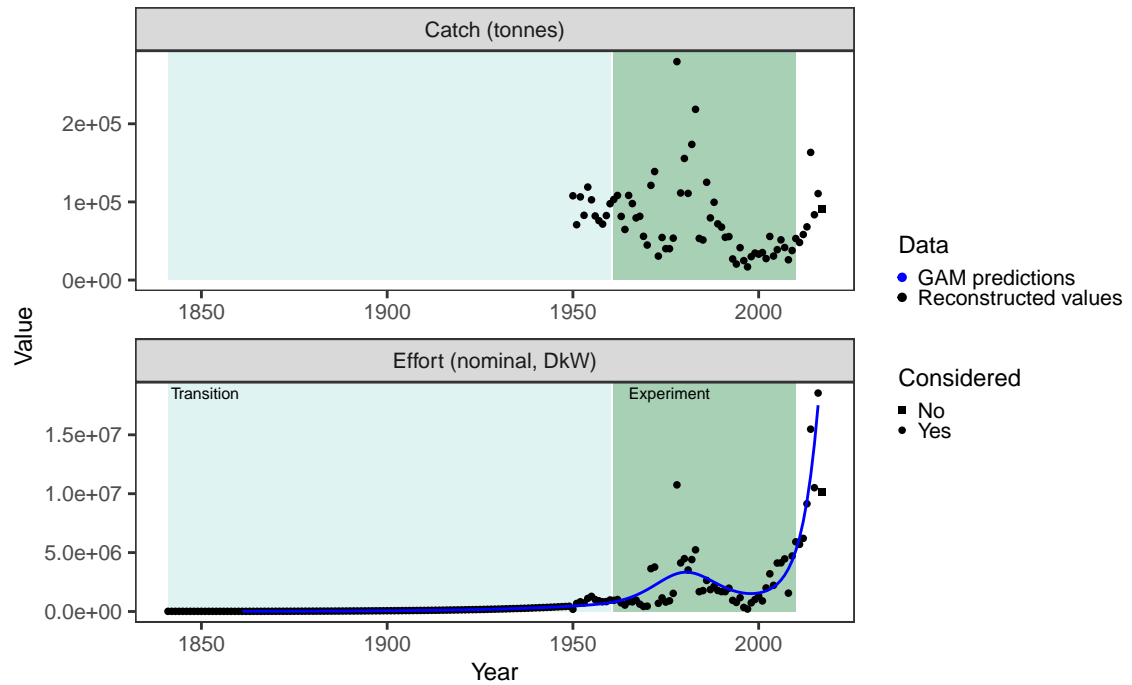 Catch (tonnes)
2e+05
1e+05
0e+00
1850 1900 1950 2000
Value
Effort (nominal, DkW)
Transition Experiment
1.5e+07
1.0e+07
5.0e+06
0.0e+00
1850 1900 1950 2000
Year
Data
GAM predictions
Reconstructed values
Considered
No
Yes